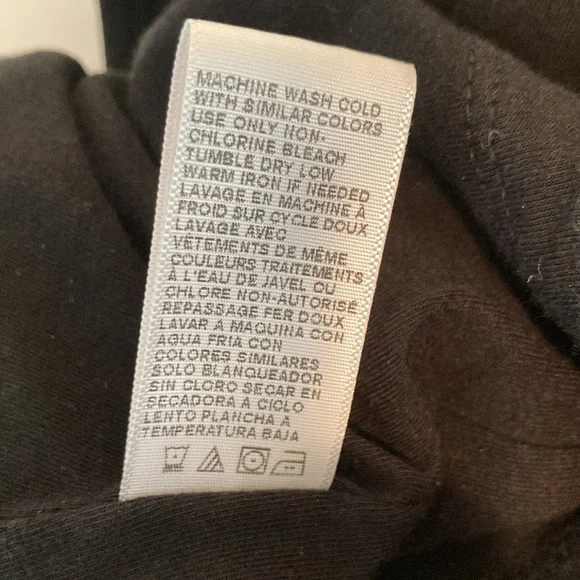 MACHINE WASH COLD
WITH SIMILAR COLORS
USE ONLY NON-
CHLORINE BLEACH
TUMBLE DRY LOW
WARM IRON IF NEEDED
LAVAGE EN MACHINE À
FROID SUR CYCLE DOUX
LAVAGE AVEC
VÊTEMENTS DE MÊME
COULEURS TRAITEMENTS
À L'EAU DE JAVEL OU
CHLORE NON-AUTORISÉ
REPASSAGE FER DOUX
LAVAR A MAQUINA CON
AGUA FRIA CON
COLORES SIMILARES
SOLO BLANQUEADOR
SIN CLORO SECAR EN
SECADORA A CICLO
LENTO PLANCHA A
TEMPERATURA BAJA